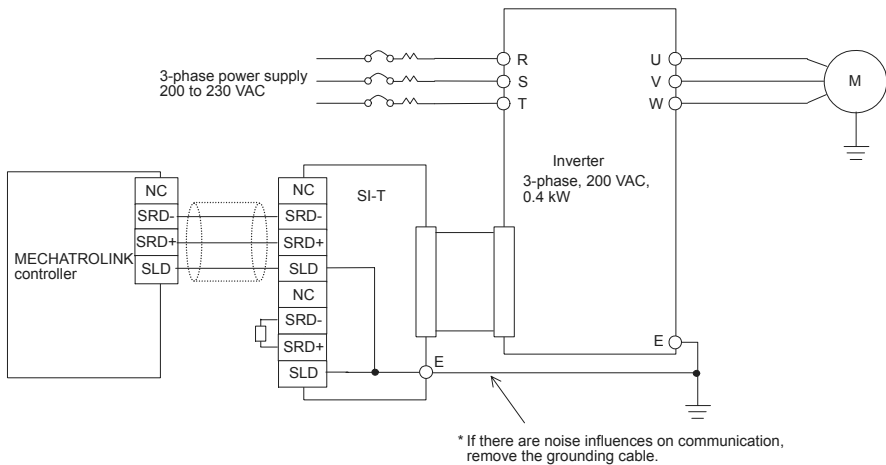 3-phase power supply
200 to 230 VAC
R
S
T
U
V
W
M
Inverter
3-phase, 200 VAC,
0.4 kW
E
MECHATROLINK
controller
NC
SRD-
SRD+
SLD
SI-T
NC
SRD-
SRD+
SLD
NC
SRD-
SRD+
SLD
E
* If there are noise influences on communication,
remove the grounding cable.